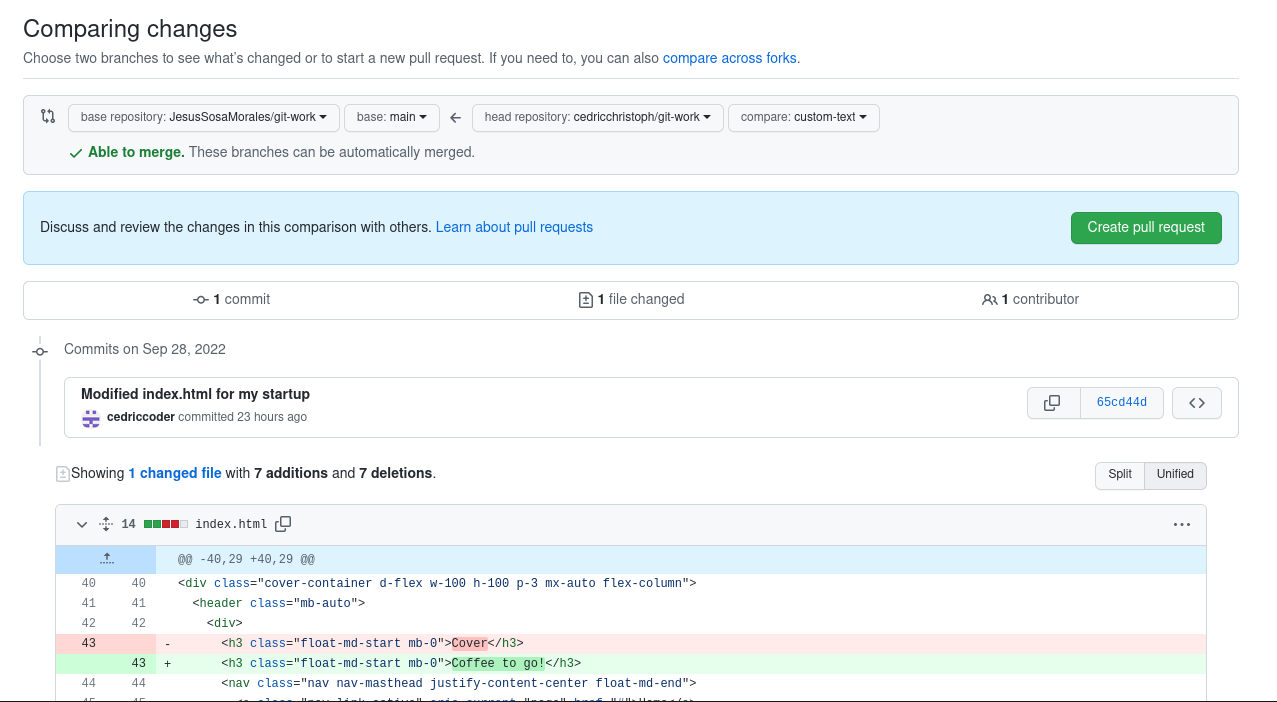 Comparing changes
Choose two branches to see what's changed or to start a new pull request. If you need to, you can also compare across forks.
base repository: JesusSosaMorales/git-work base: main head repository: cedricchristoph/git-work compare: custom-text
Able to merge. These branches can be automatically merged.
Discuss and review the changes in this comparison with others. Learn about pull requests Create pull request
1 commit 1 file changed 1 contributor
Commits on Sep 28, 2022
Modified index.html for my startup
65cd44d
cedriccoder committed 23 hours ago
Showing 1 changed file with 7 additions and 7 deletions. Split Unified
14 index.html
@@ -40,29 +40,29 @@
40 40 <div class="cover-container d-flex w-100 h-100 p-3 mx-auto flex-column">
41 41 <header class="mb-auto">
42 42 <div>
43 - <h3 class="float-md-start mb-0">Cover</h3>
43 + <h3 class="float-md-start mb-0">Coffee to go!</h3>
44 44 <nav class="nav nav-masthead justify-content-center float-md-end">